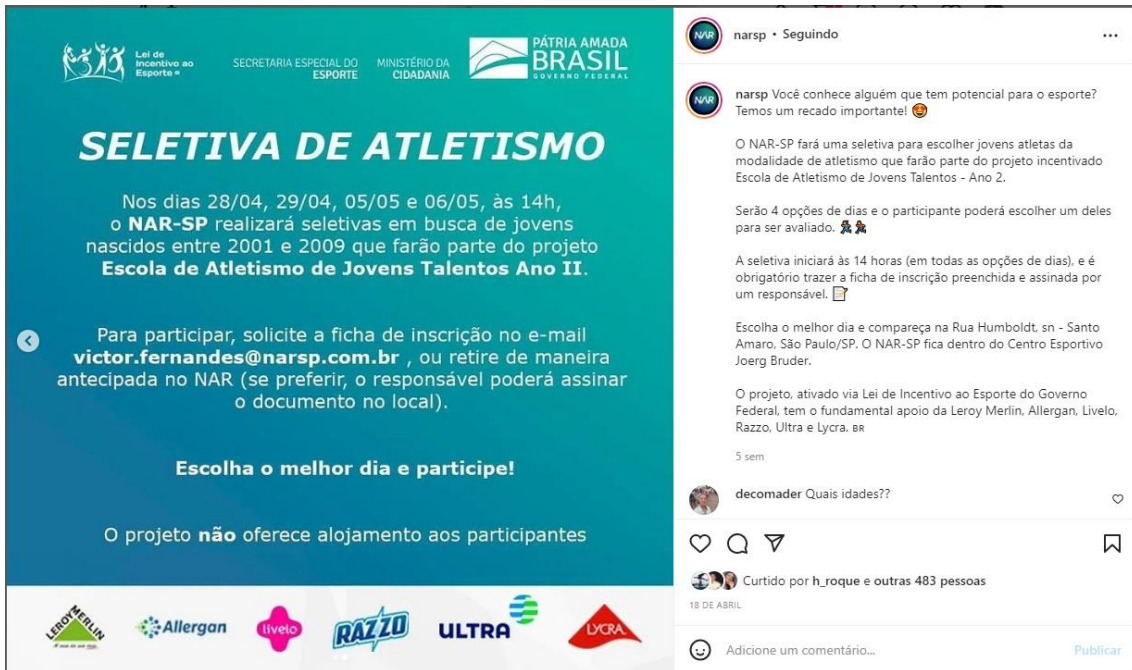 Lei de
Incentivo ao
Esporte
SECRETARIA ESPECIAL DO
ESPORTE
MINISTÉRIO DA
CIDADANIA
PÁTRIA AMADA
BRASIL
GOVERNO FEDERAL
SELETIVA DE ATLETISMO
Nos dias 28/04, 29/04, 05/05 e 06/05, às 14h,
o NAR-SP realizará seletivas em busca de jovens
nascidos entre 2001 e 2009 que farão parte do projeto
Escola de Atletismo de Jovens Talentos Ano II.
Para participar, solicite a ficha de inscrição no e-mail
victor.fernandes@narsp.com.br , ou retire de maneira
antecipada no NAR (se preferir, o responsável poderá assinar
o documento no local).
Escolha o melhor dia e participe!
O projeto não oferece alojamento aos participantes
LEROY MERLIN
Allergan
livelo
RAZZO
ULTRA
LYCRA
NAR
narsp • Seguindo
NAR
narsp Você conhece alguém que tem potencial para o esporte?
Temos um recado importante! 🤩
O NAR-SP fará uma seletiva para escolher jovens atletas da
modalidade de atletismo que farão parte do projeto incentivado
Escola de Atletismo de Jovens Talentos - Ano 2.
Serão 4 opções de dias e o participante poderá escolher um deles
para ser avaliado.
A seletiva iniciará às 14 horas (em todas as opções de dias), e é
obrigatório trazer a ficha de inscrição preenchida e assinada por
um responsável. 📝
Escolha o melhor dia e compareça na Rua Humboldt, sn - Santo
Amaro, São Paulo/SP. O NAR-SP fica dentro do Centro Esportivo
Joerg Bruder.
O projeto, ativado via Lei de Incentivo ao Esporte do Governo
Federal, tem o fundamental apoio da Leroy Merlin, Allergan, Livelo,
Razzo, Ultra e Lycra. BR
5 sem
decomader Quais idades??
Curtido por h_roque e outras 483 pessoas
18 DE ABRIL
Adicione um comentário...
Publicar